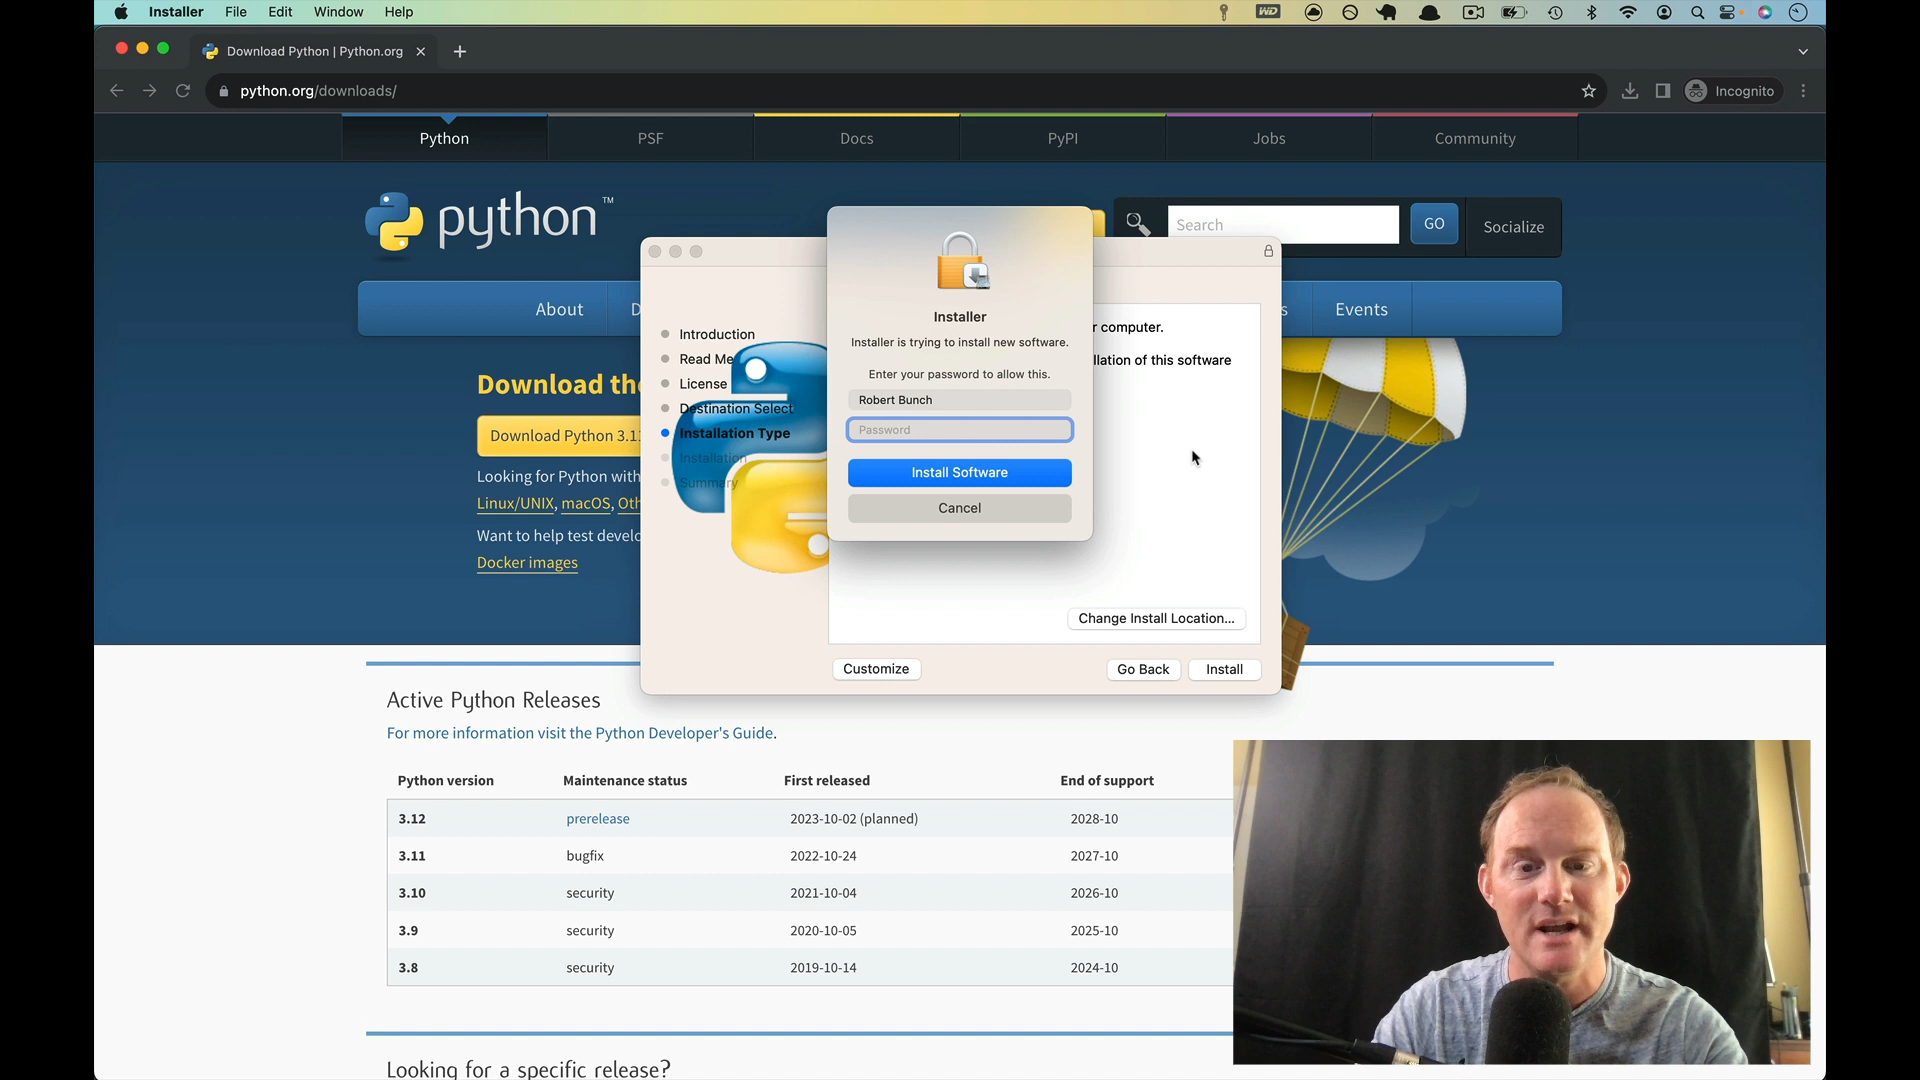 Installer File Edit Window Help
WD
Download Python | Python.org
python.org/downloads/
Incognito
Python PSF Docs PyPI Jobs Community
python TM
Search
GO
Socialize
About
Events
Installer
Installer is trying to install new software.
Enter your password to allow this.
Robert Bunch
Password
Install Software
Cancel
Introduction
Read Me
License
Destination Select
Installation Type
Installation
Summary
r computer.
llation of this software
Change Install Location...
Customize
Go Back
Install
Download the
Download Python 3.1
Looking for Python with
Linux/UNIX, macOS, Oth
Want to help test develo
Docker images
Active Python Releases
For more information visit the Python Developer's Guide.
Python version Maintenance status First released End of support
3.12 prerelease 2023-10-02 (planned) 2028-10
3.11 bugfix 2022-10-24 2027-10
3.10 security 2021-10-04 2026-10
3.9 security 2020-10-05 2025-10
3.8 security 2019-10-14 2024-10
Looking for a specific release?